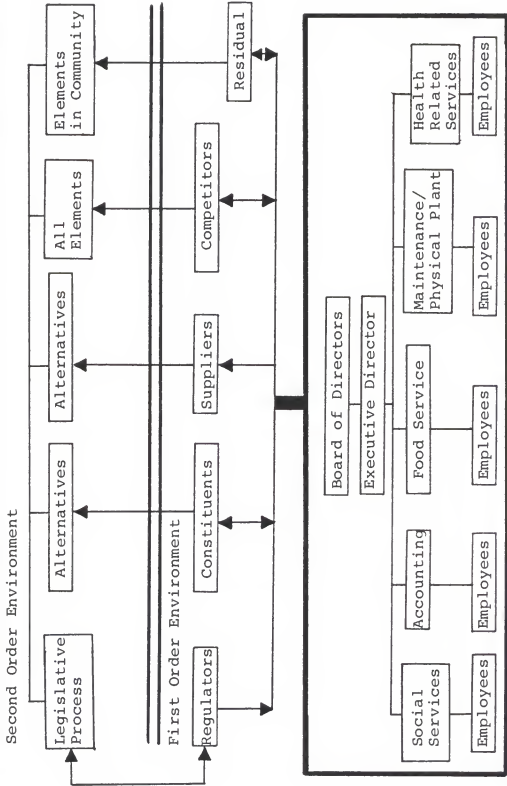 Second Order Environment
Legislative
Process
Alternatives
Alternatives
All
Elements
Elements
in Community
First Order Environment
Regulators
Constituents
Suppliers
Competitors
Residual
Board of Directors
Executive Director
Social
Services
Accounting
Food Service
Maintenance/
Physical Plant
Health
Related
Services
Employees
Employees
Employees
Employees
Employees